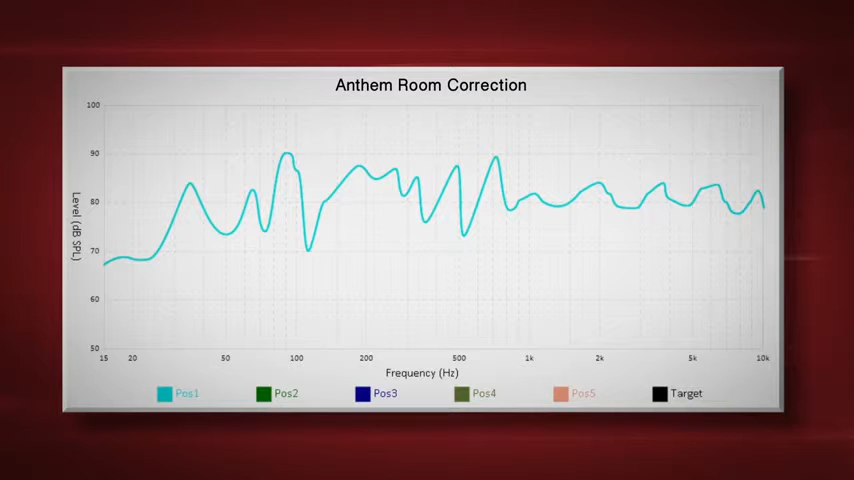 Anthem Room Correction
100
90
80
70
60
50
Level (dB SPL)
15 20 50 100 200 500 1k 2k 5k 10k
Frequency (Hz)
Pos1 Pos2 Pos3 Pos4 Pos5 Target